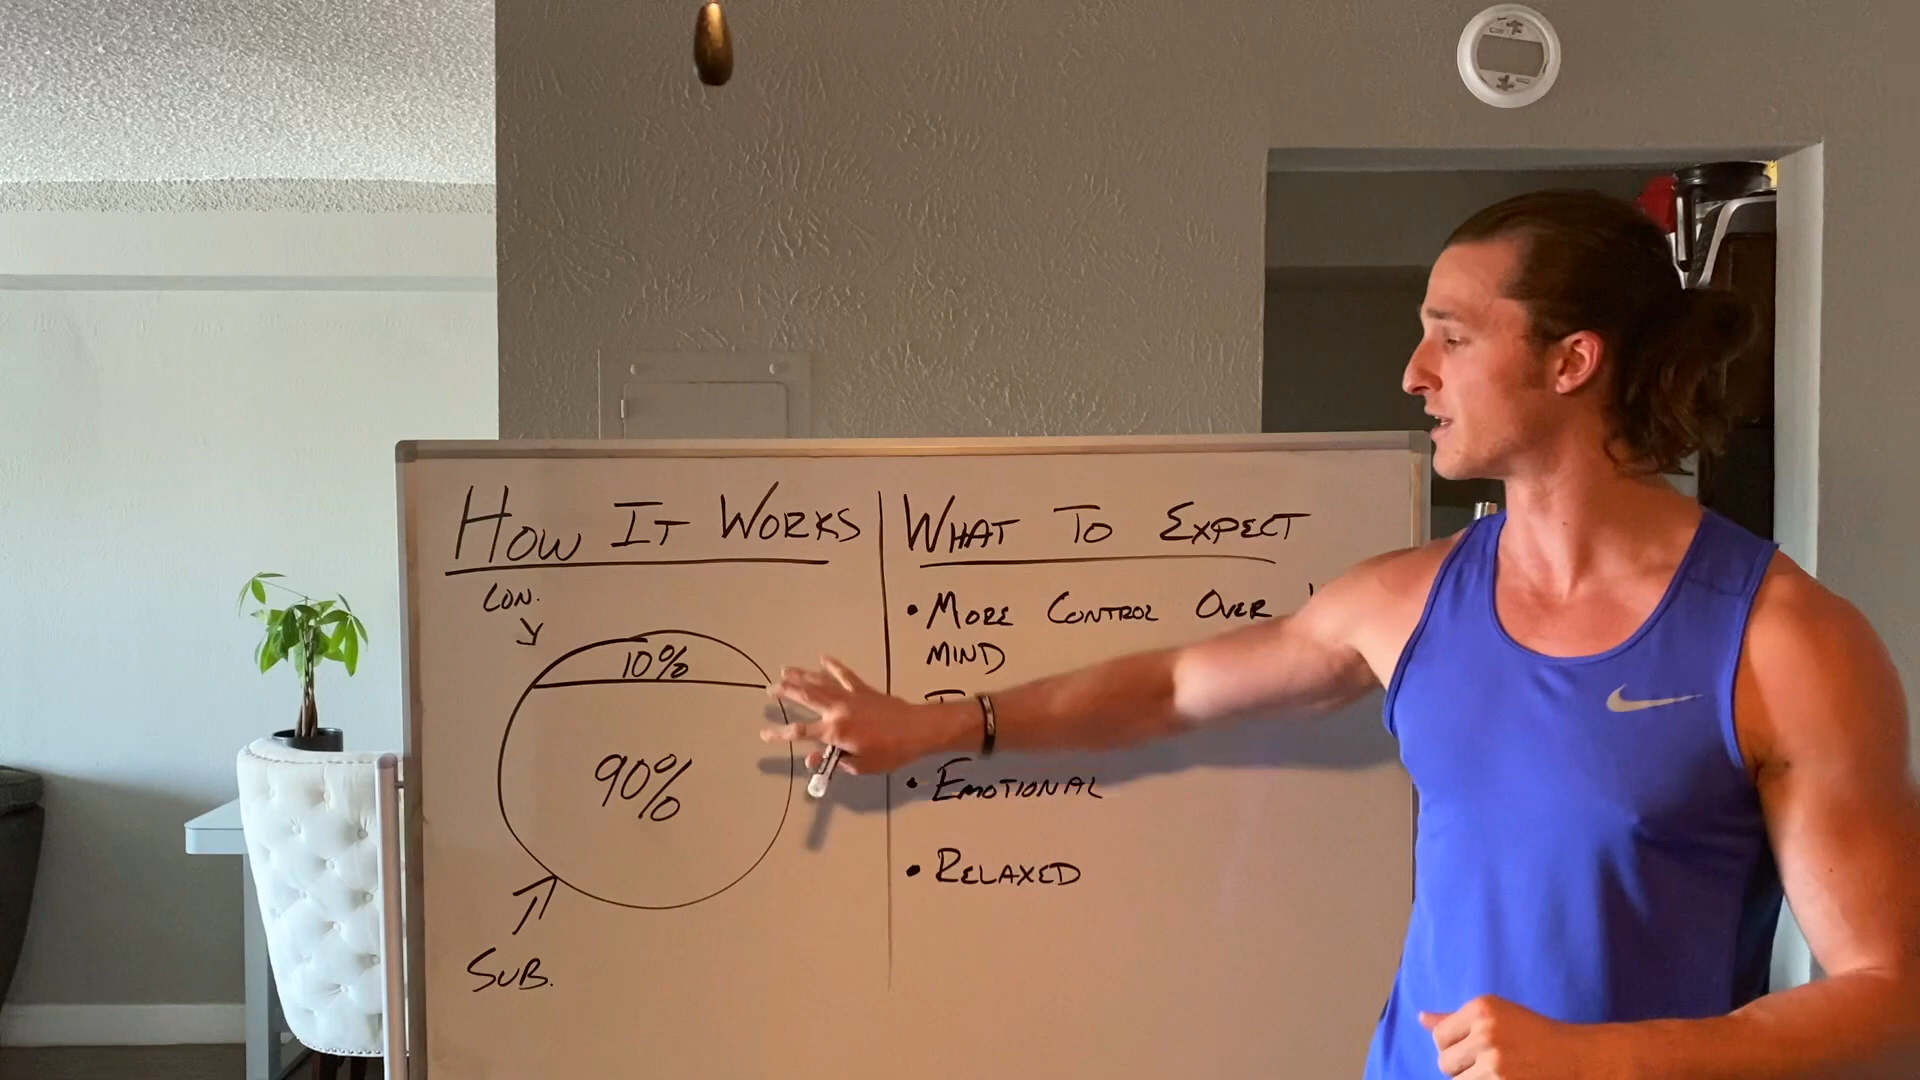 How It Works
Con.
10%
90%
Sub.
What To Expect
• More Control Over
Mind
• Emotional
• Relaxed